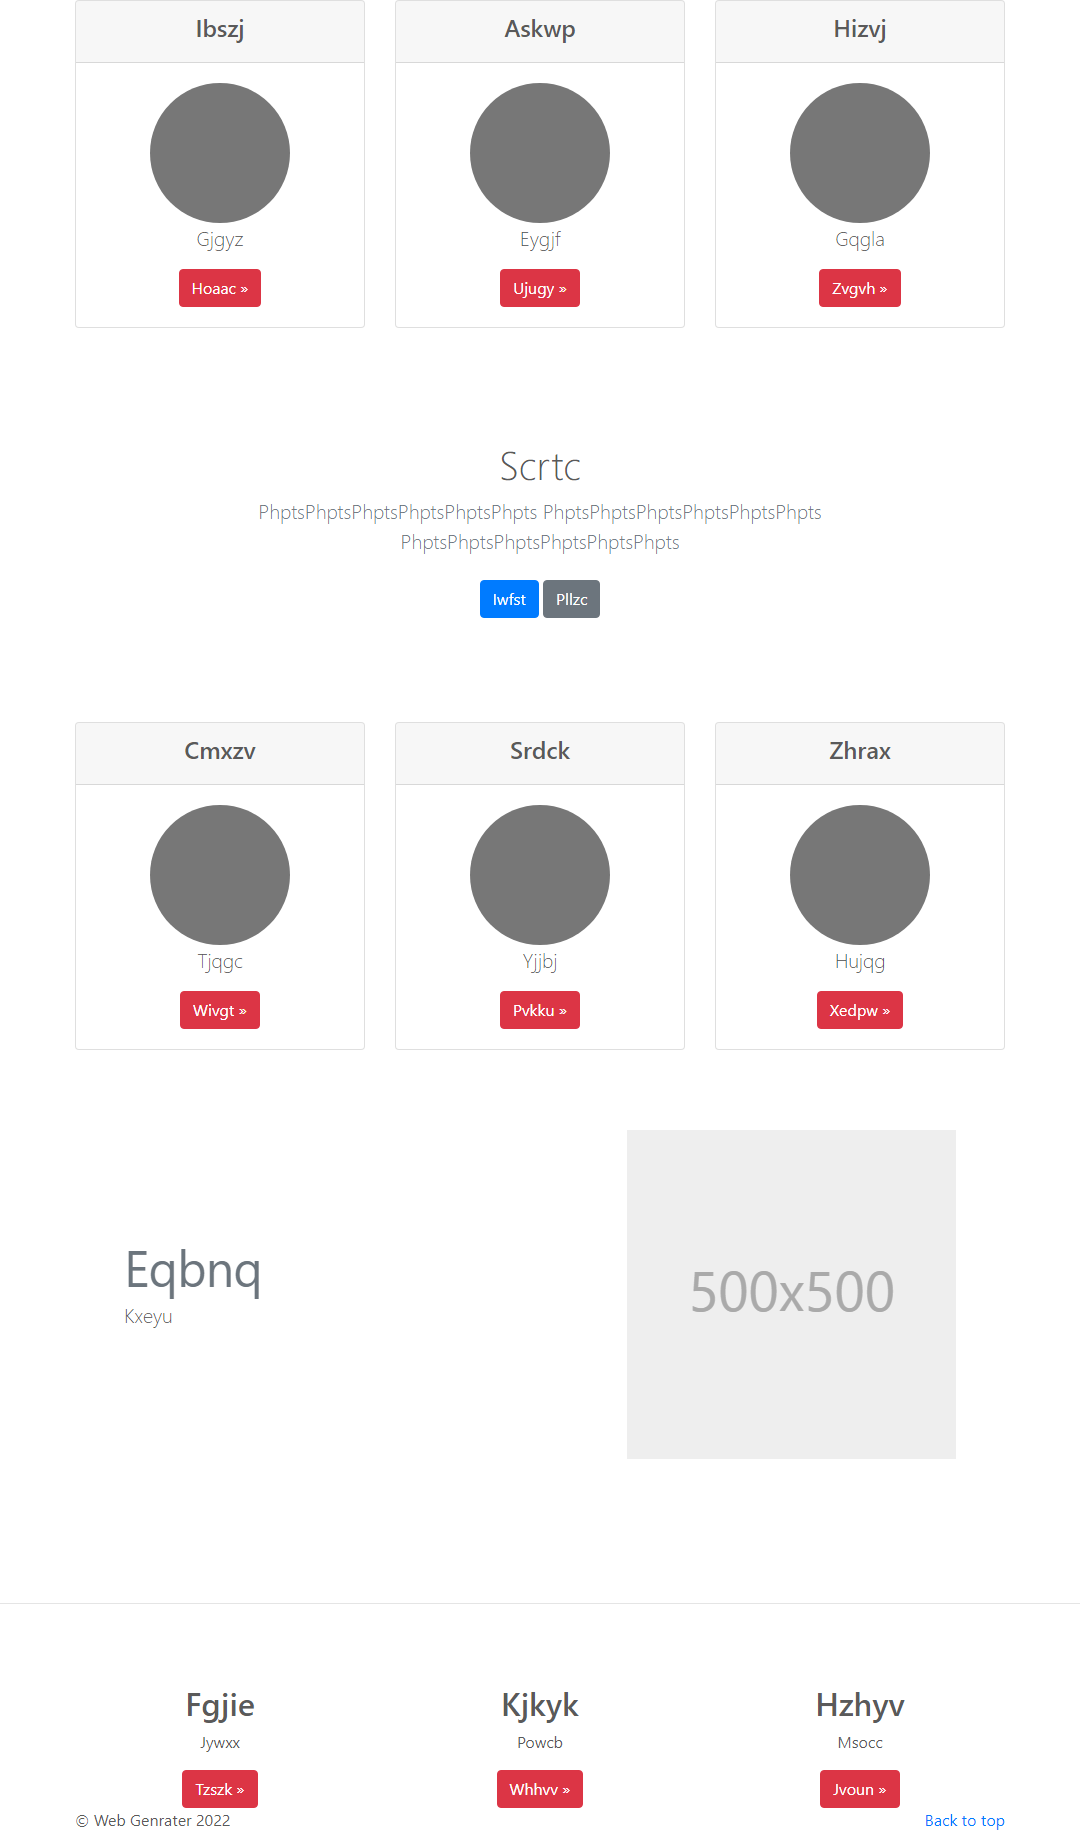 Ibszj
Askwp
Hizvj
Gjgyz
Eygjf
Gqgla
Hoaac »
Ujugy »
Zvgvh »
Scrtc
PhptsPhptsPhptsPhptsPhptsPhpts PhptsPhptsPhptsPhptsPhptsPhpts
PhptsPhptsPhptsPhptsPhptsPhpts
Iwfst
Pllzc
Cmxzv
Srdck
Zhrax
Tjqgc
Yjjbj
Hujqg
Wivgt »
Pvkku »
Xedpw »
500x500
Eqbnq
Kxeyu
Fgjie
Kjkyk
Hzhyv
Jywxx
Powcb
Msocc
Tzszk »
Whhvv »
Jvoun »
© Web Genrater 2022
Back to top